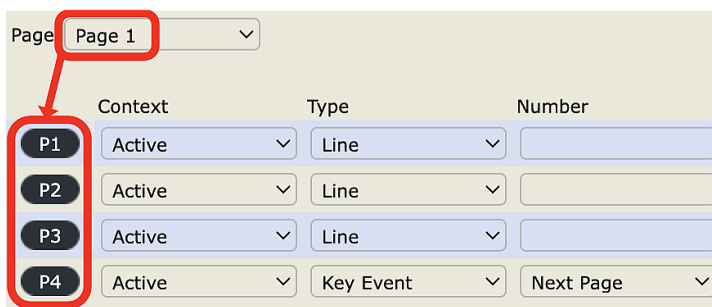 Page Page 1
Context Type Number
P1 Active Line
P2 Active Line
P3 Active Line
P4 Active Key Event Next Page